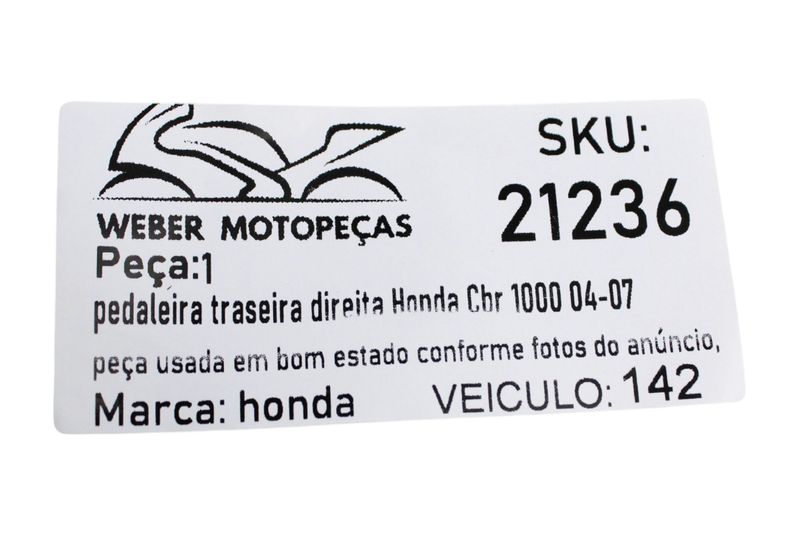 WEBER MOTOPEÇAS
SKU:
21236
Peça:1
pedaleira traseira direita Honda Cbr 1000 04-07
peça usada em bom estado conforme fotos do anúncio,
Marca: honda
VEICULO: 142